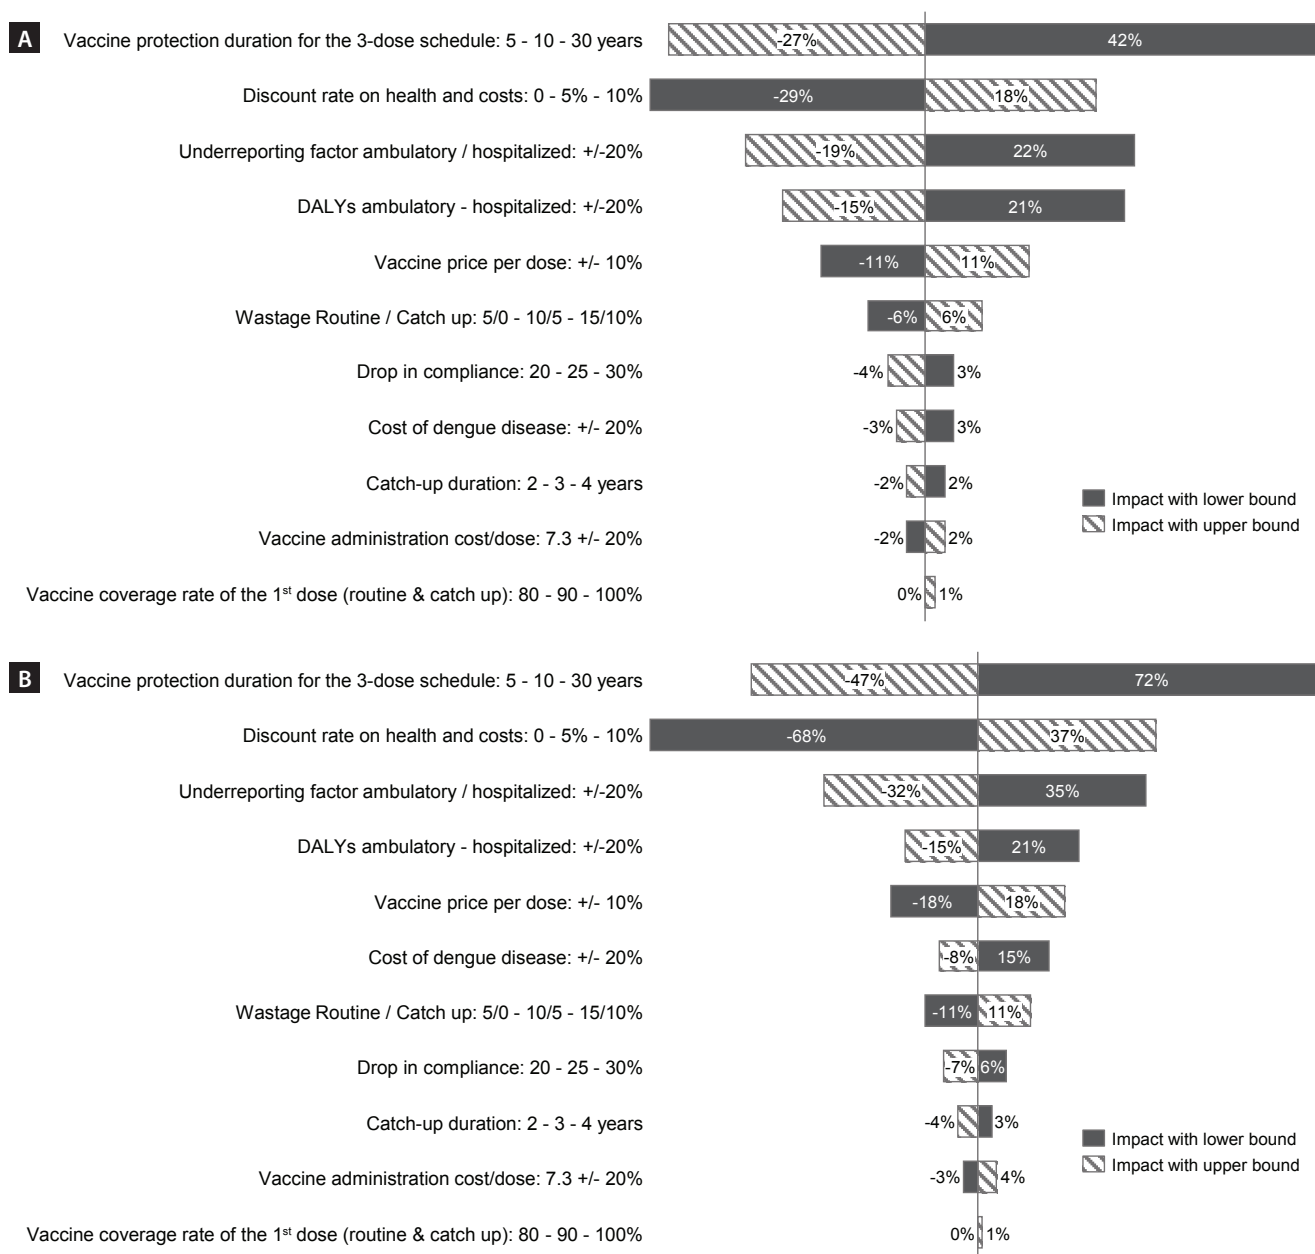 A
Vaccine protection duration for the 3-dose schedule: 5 - 10 - 30 years -27% 42%
Discount rate on health and costs: 0 - 5% - 10% -29% 18%
Underreporting factor ambulatory / hospitalized: +/-20% -19% 22%
DALYs ambulatory - hospitalized: +/-20% -15% 21%
Vaccine price per dose: +/- 10% -11% 11%
Wastage Routine / Catch up: 5/0 - 10/5 - 15/10% -6% 6%
Drop in compliance: 20 - 25 - 30% -4% 3%
Cost of dengue disease: +/- 20% -3% 3%
Catch-up duration: 2 - 3 - 4 years -2% 2%
Impact with lower bound
Impact with upper bound
Vaccine administration cost/dose: 7.3 +/- 20% -2% 2%
Vaccine coverage rate of the 1st dose (routine & catch up): 80 - 90 - 100% 0% 1%
B
Vaccine protection duration for the 3-dose schedule: 5 - 10 - 30 years -47% 72%
Discount rate on health and costs: 0 - 5% - 10% -68% 37%
Underreporting factor ambulatory / hospitalized: +/-20% -32% 35%
DALYs ambulatory - hospitalized: +/-20% -15% 21%
Vaccine price per dose: +/- 10% -18% 18%
Cost of dengue disease: +/- 20% -8% 15%
Wastage Routine / Catch up: 5/0 - 10/5 - 15/10% -11% 11%
Drop in compliance: 20 - 25 - 30% -7% 6%
Catch-up duration: 2 - 3 - 4 years -4% 3%
Impact with lower bound
Impact with upper bound
Vaccine administration cost/dose: 7.3 +/- 20% -3% 4%
Vaccine coverage rate of the 1st dose (routine & catch up): 80 - 90 - 100% 0% 1%